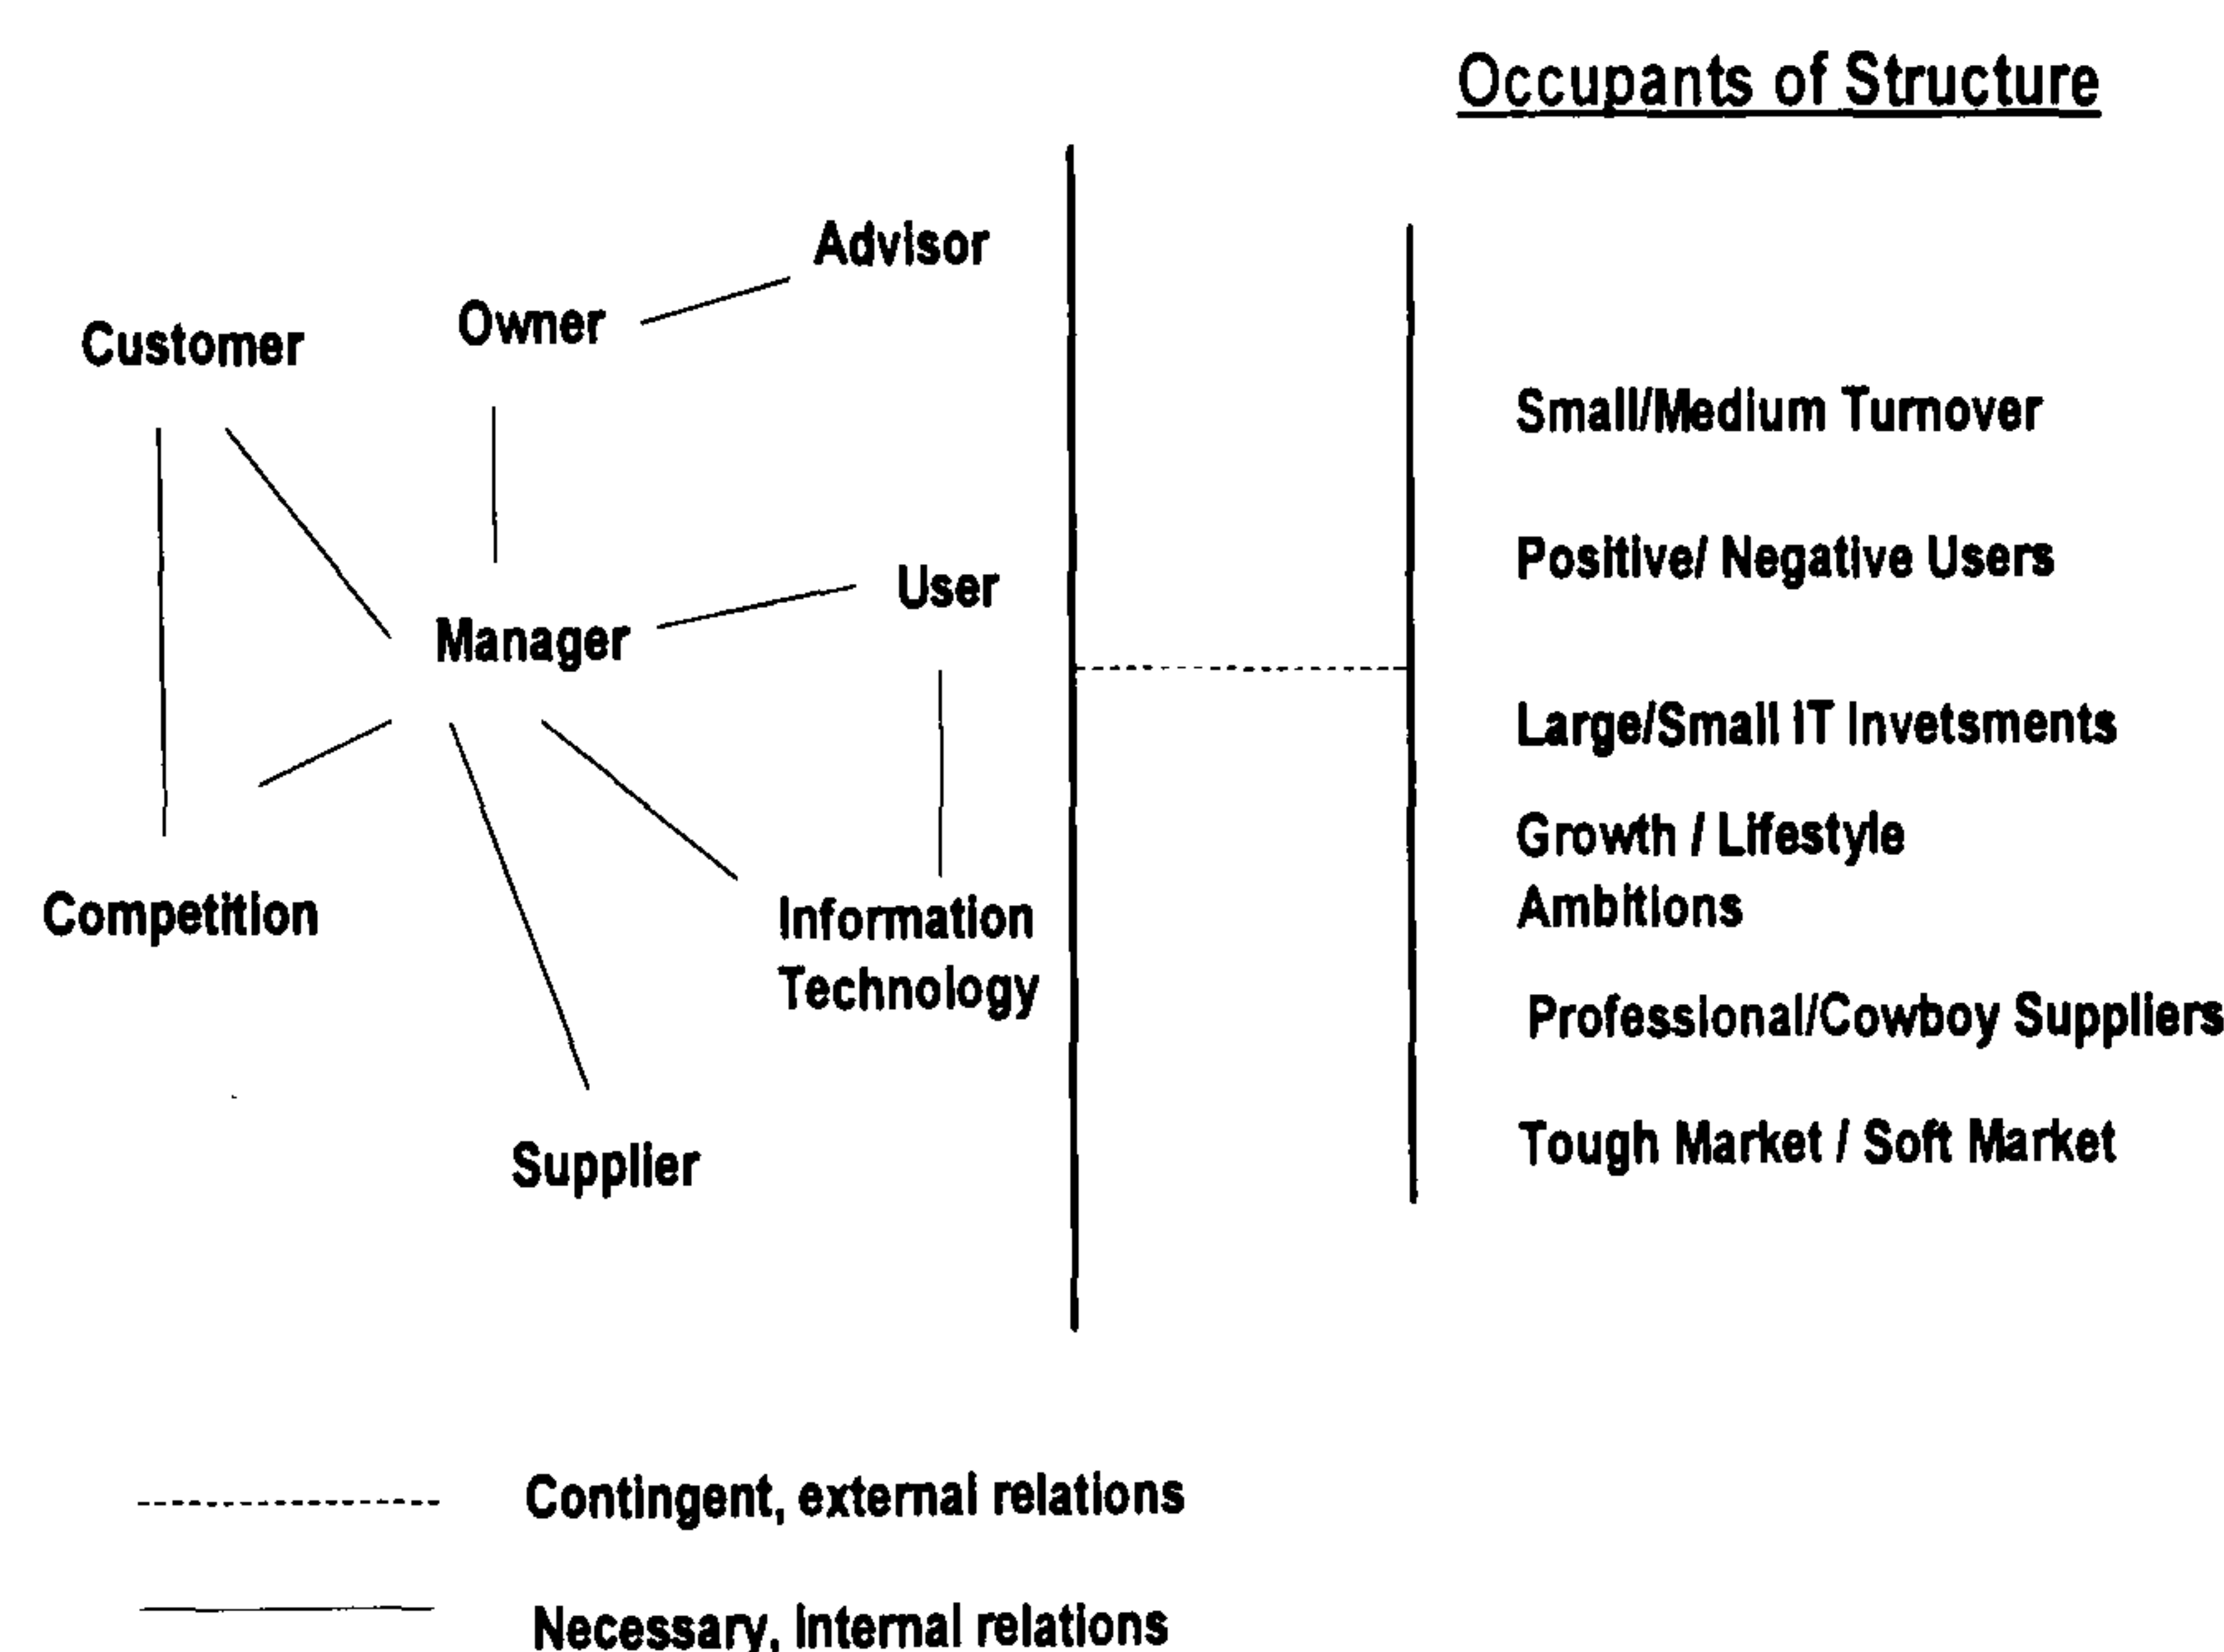 Occupants of Structure
Advisor
Owner
Customer
Small/Medium Turnover
Positive/ Negative Users
User
Manager
Large/Small IT Invetsments
Growth / Lifestyle
Ambitions
Competition
Information
Technology
Professional/Cowboy Suppliers
Tough Market / Soft Market
Supplier
Contingent, external relations
Necessary, Internal relations